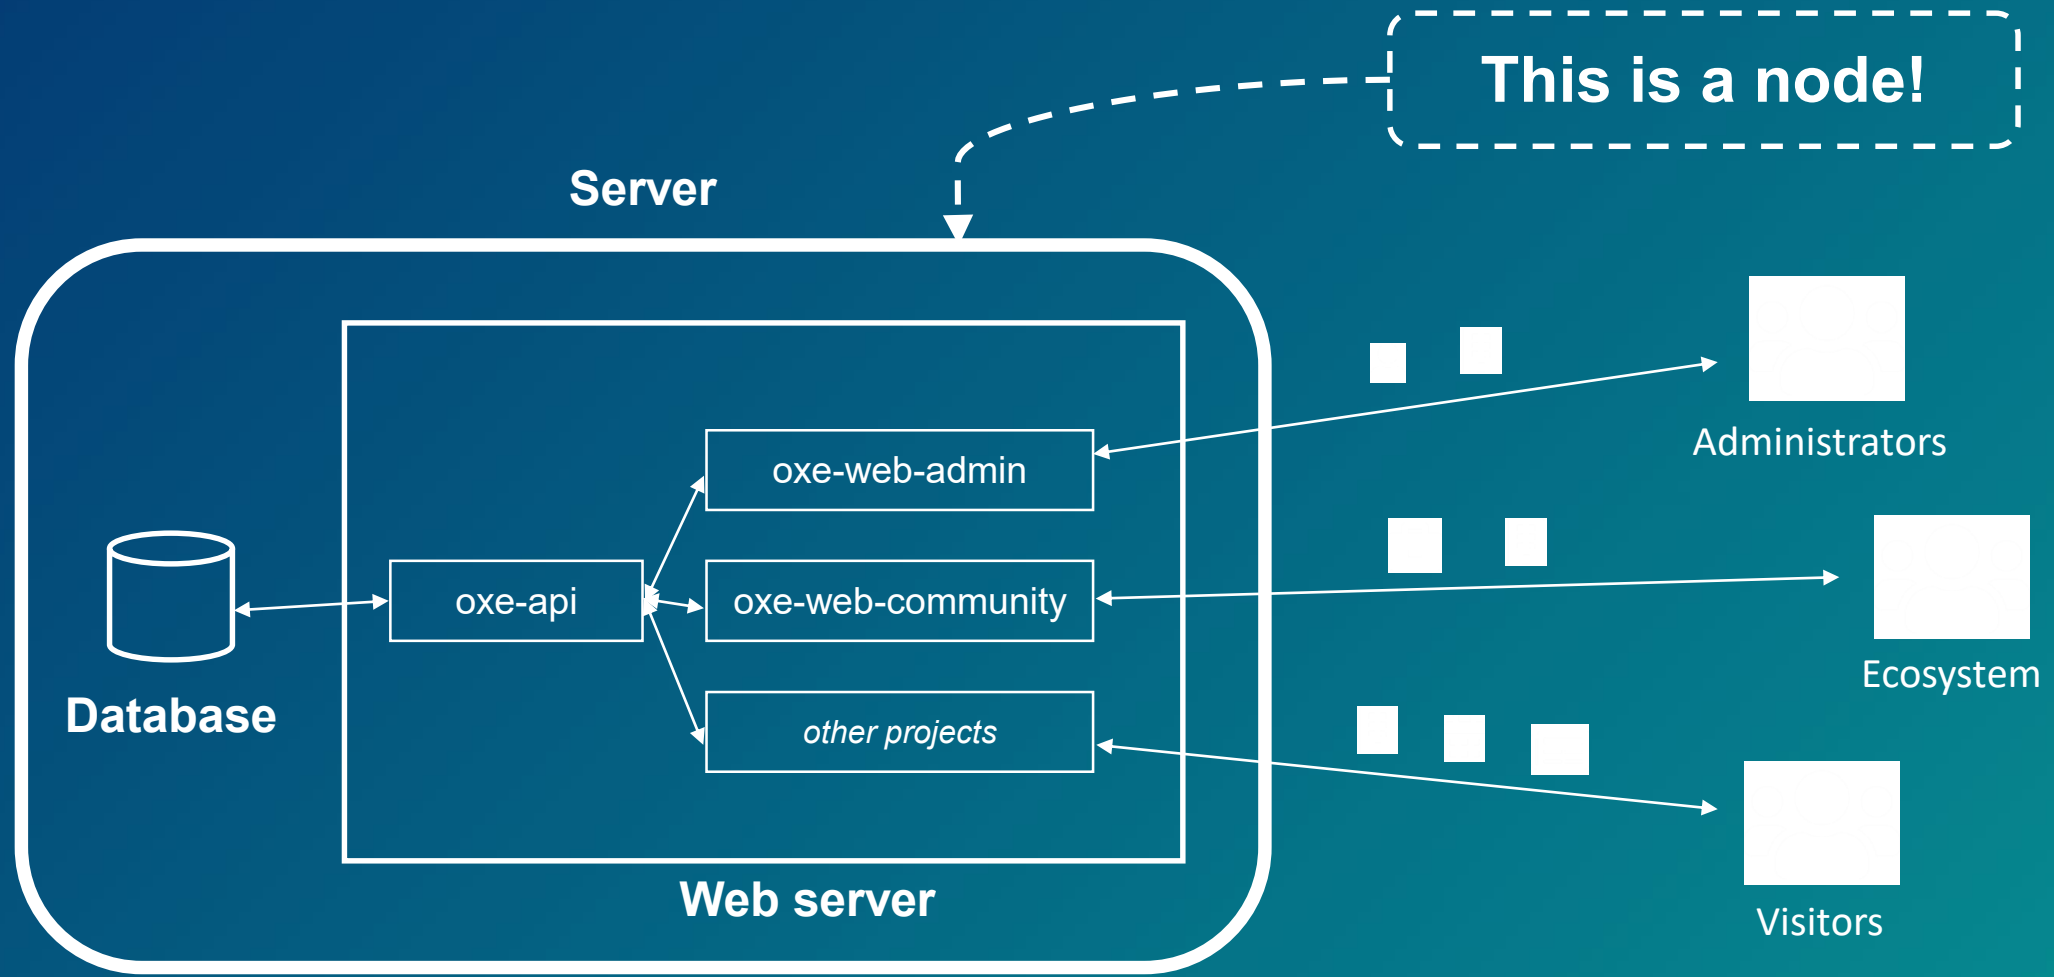 This is a node!
Server
Administrators
oxe-web-admin
oxe-api
oxe-web-community
Ecosystem
Database
other projects
Web server
Visitors